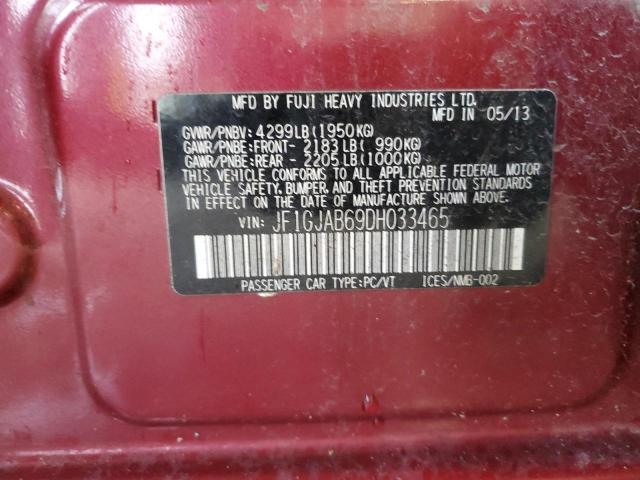 MFD BY FUJI HEAVY INDUSTRIES LTD.
MFD IN 05/13
GVWR/PNBV: 4299LB(1950KG)
GAWR/PNBE:FRONT- 2183LB( 990KG)
GAWR/PNBE:REAR - 2205LB(1000KG)
THIS VEHICLE CONFORMS TO ALL APPLICABLE FEDERAL MOTOR
VEHICLE SAFETY, BUMPER, AND THEFT PREVENTION STANDARDS
IN EFFECT ON THE DATE OF MANUFACTURE SHOWN ABOVE.
VIN: JF1GJAB69DH033465
PASSENGER CAR TYPE:PC/VT ICES/NMB-002